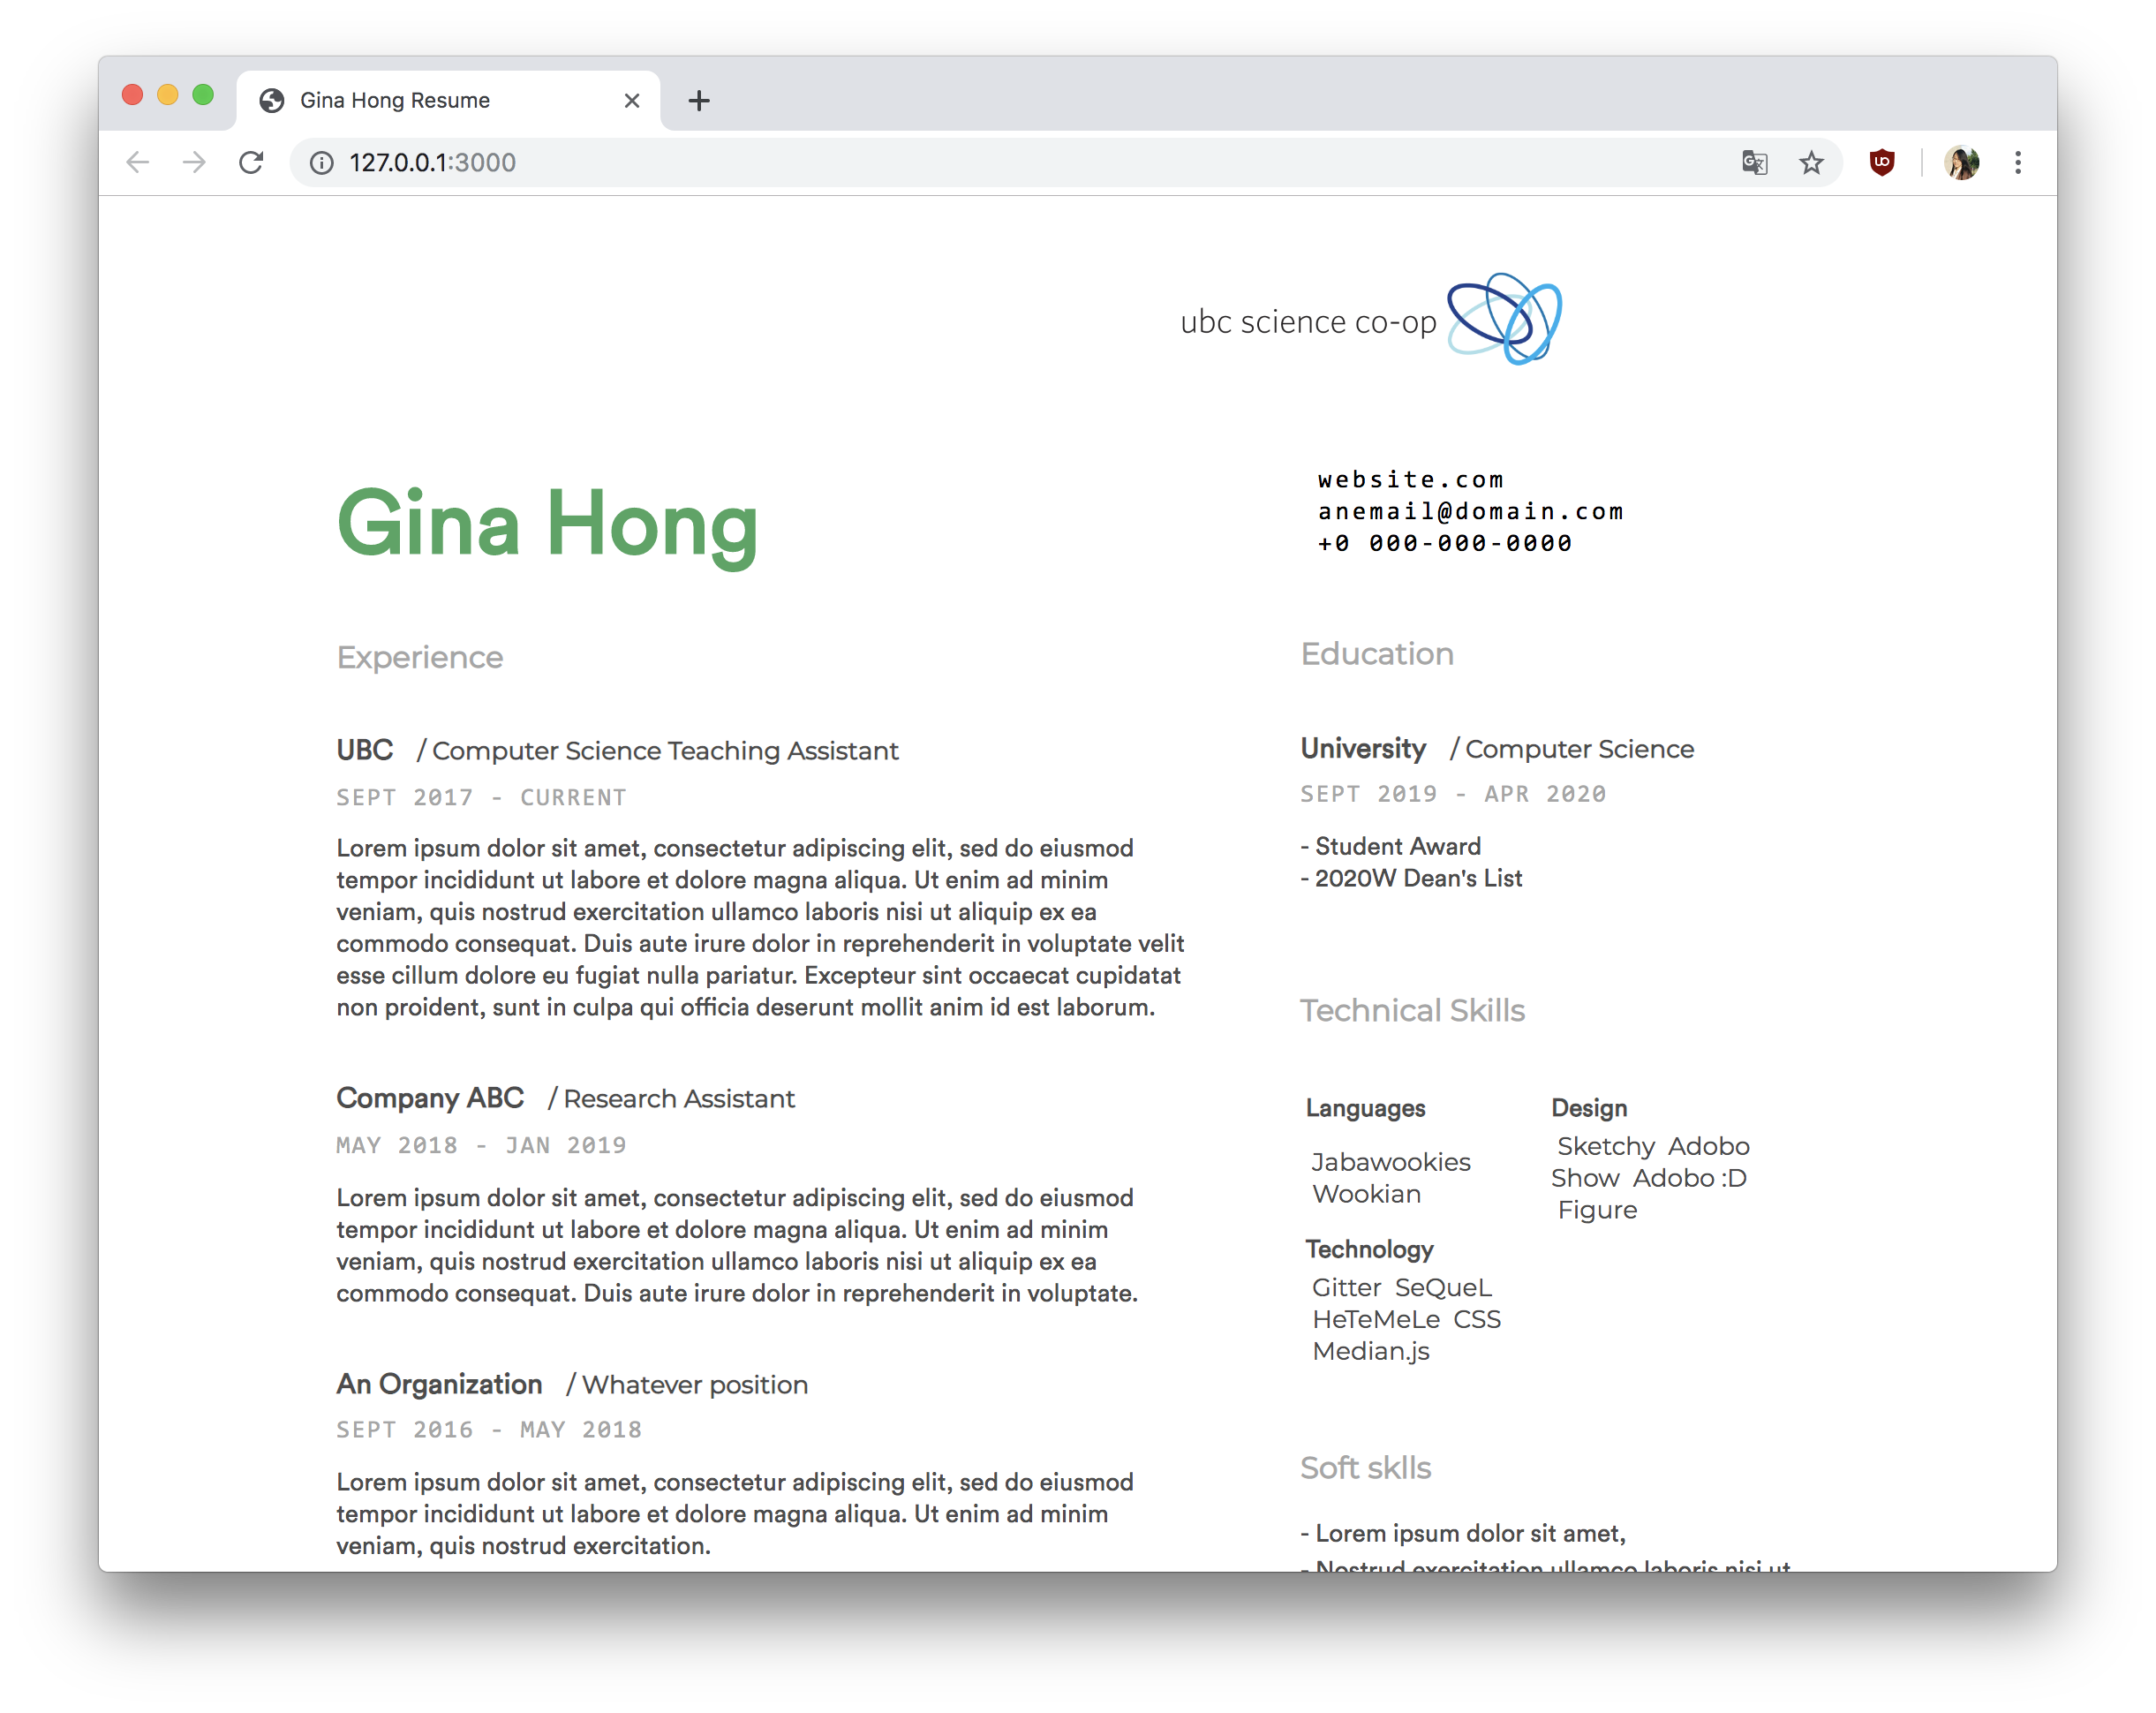 Gina Hong Resume
127.0.0.1:3000
ubc science co-op
Gina Hong
website.com
anemail@domain.com
+0 000-000-0000
Experience
UBC / Computer Science Teaching Assistant
SEPT 2017 - CURRENT
Lorem ipsum dolor sit amet, consectetur adipiscing elit, sed do eiusmod
tempor incididunt ut labore et dolore magna aliqua. Ut enim ad minim
veniam, quis nostrud exercitation ullamco laboris nisi ut aliquip ex ea
commodo consequat. Duis aute irure dolor in reprehenderit in voluptate velit
esse cillum dolore eu fugiat nulla pariatur. Excepteur sint occaecat cupidatat
non proident, sunt in culpa qui officia deserunt mollit anim id est laborum.
Company ABC / Research Assistant
MAY 2018 - JAN 2019
Lorem ipsum dolor sit amet, consectetur adipiscing elit, sed do eiusmod
tempor incididunt ut labore et dolore magna aliqua. Ut enim ad minim
veniam, quis nostrud exercitation ullamco laboris nisi ut aliquip ex ea
commodo consequat. Duis aute irure dolor in reprehenderit in voluptate.
An Organization / Whatever position
SEPT 2016 - MAY 2018
Lorem ipsum dolor sit amet, consectetur adipiscing elit, sed do eiusmod
tempor incididunt ut labore et dolore magna aliqua. Ut enim ad minim
veniam, quis nostrud exercitation.
Education
University / Computer Science
SEPT 2019 - APR 2020
- Student Award
- 2020W Dean's List
Technical Skills
Languages
Jabawookies
Wookian
Technology
Gitter SeQueL
HeTeMeLe CSS
Median.js
Design
Sketchy Adobo
Show Adobo :D
Figure
Soft sklls
- Lorem ipsum dolor sit amet,
- Nostrud exercitation ullamco laboris nisi ut